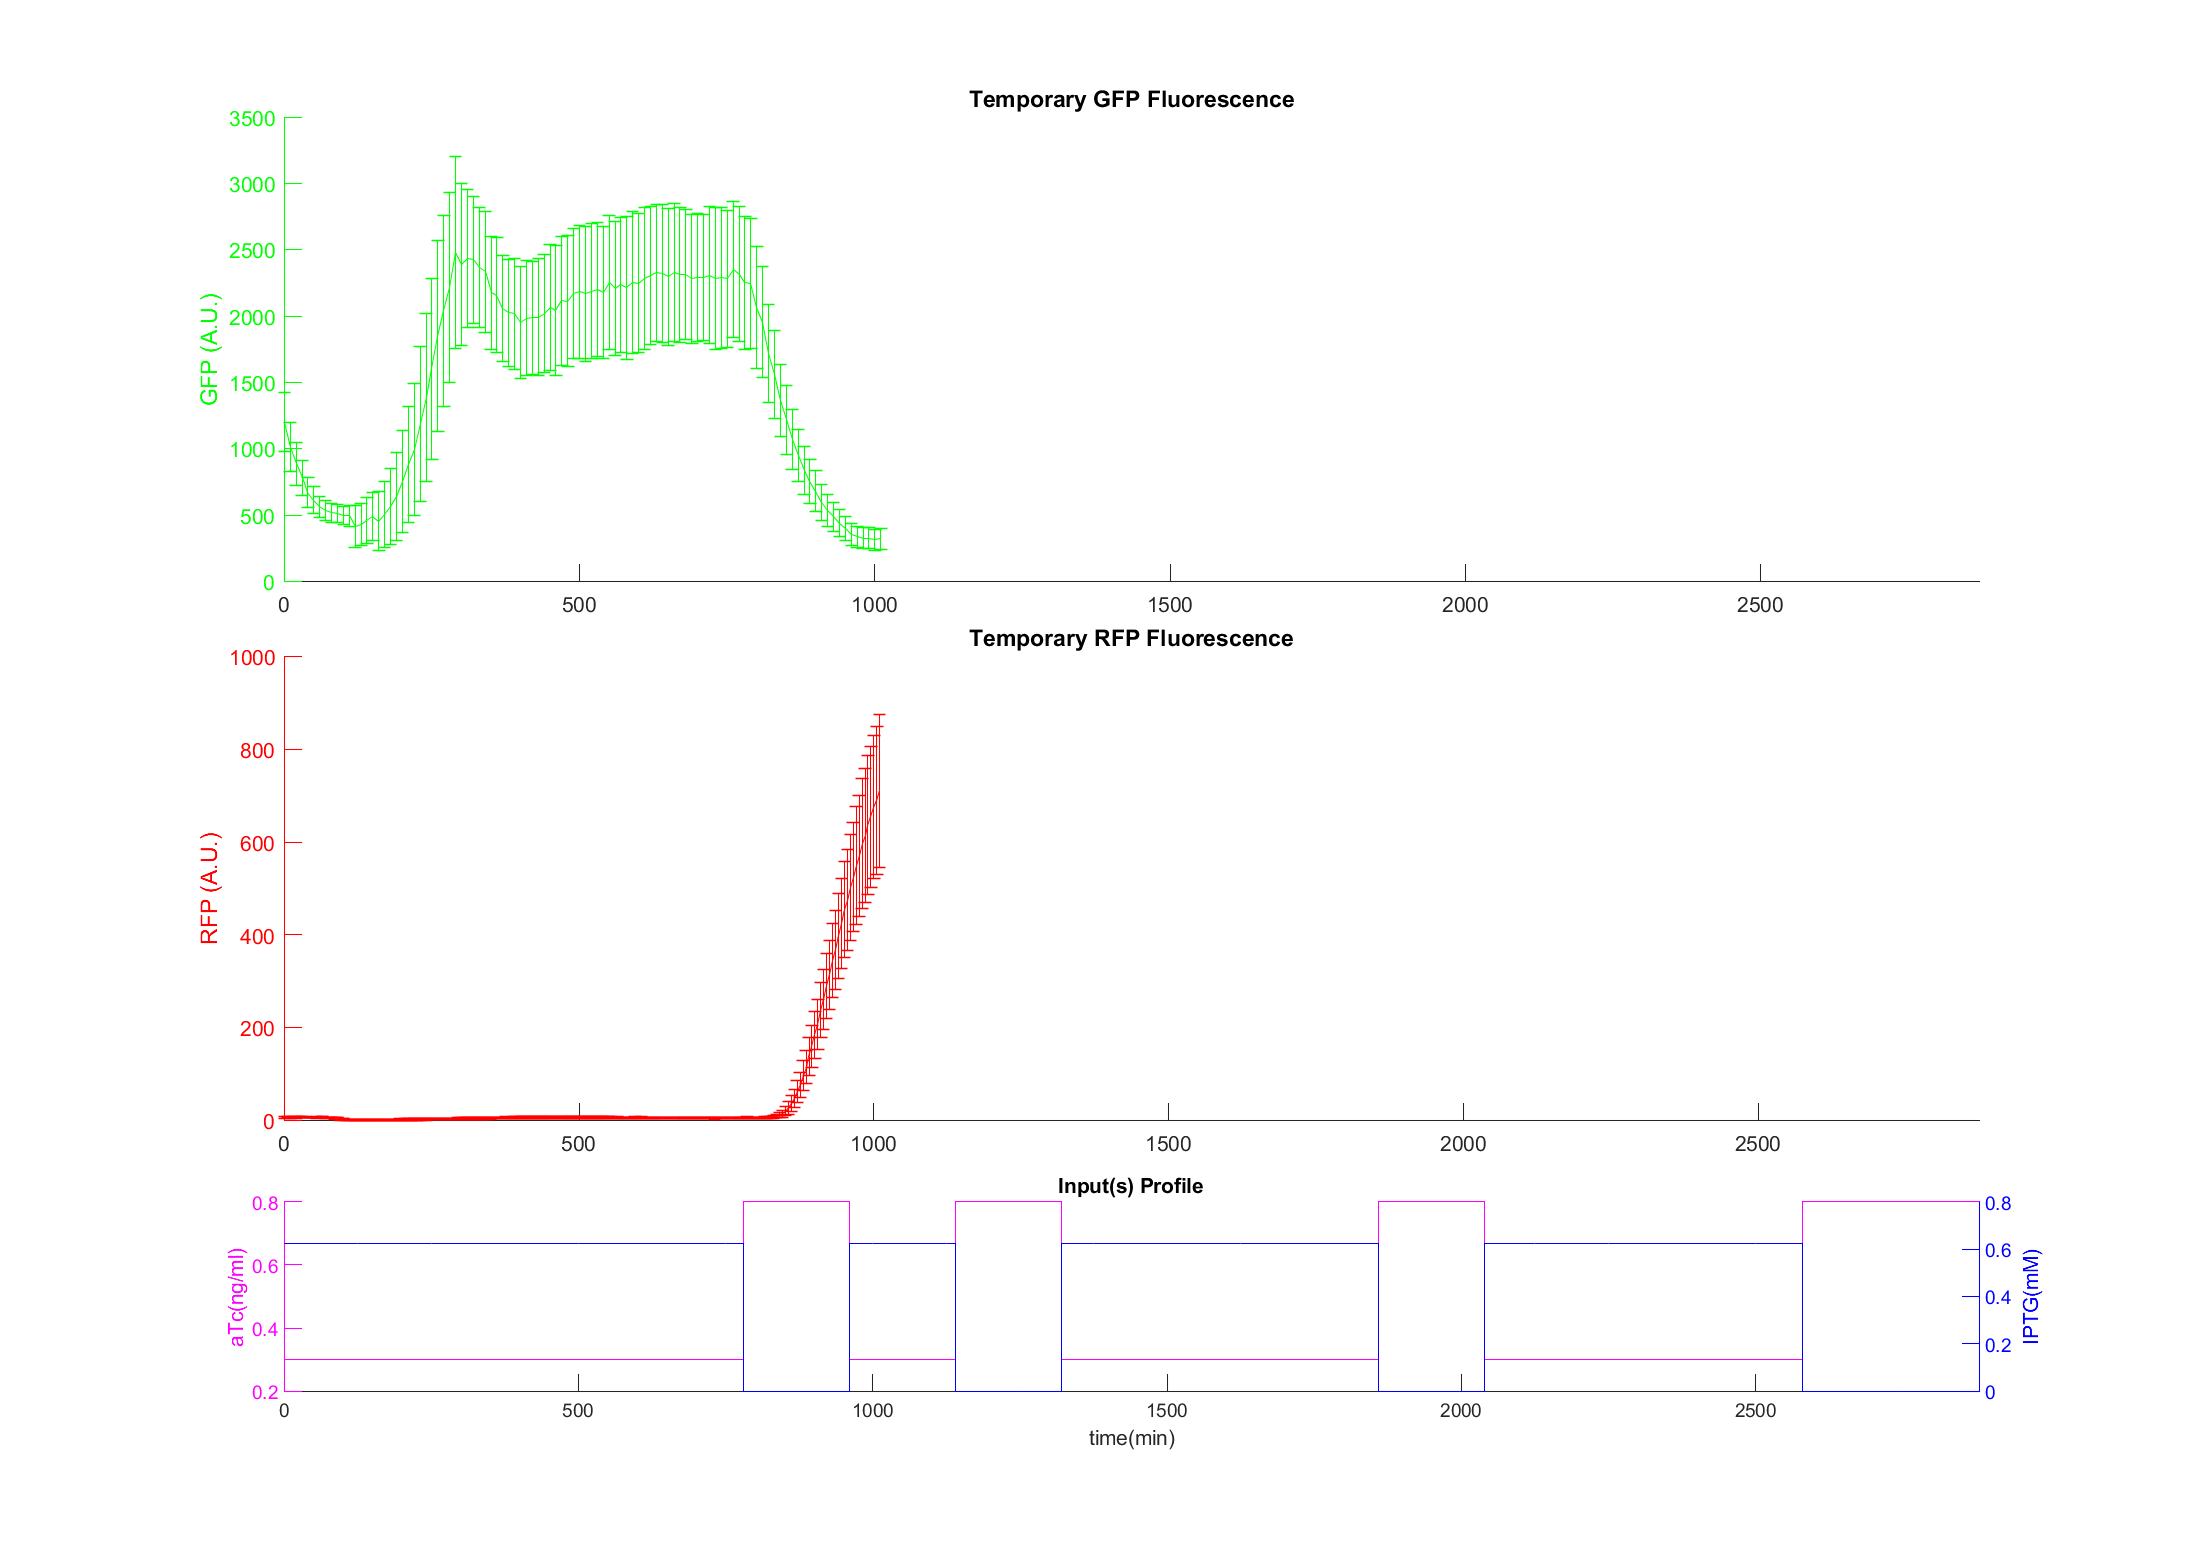 Temporary GFP Fluorescence
3500
3000
2500
2000
1500
1000
500
0
GFP (A.U.)
0 500 1000 1500 2000 2500
Temporary RFP Fluorescence
1000
800
600
400
200
0
RFP (A.U.)
0 500 1000 1500 2000 2500
Input(s) Profile
0.8
0.6
0.4
0.2
aTc(ng/ml)
0.8
0.6
0.4
0.2
0
IPTG(mM)
0 500 1000 1500 2000 2500
time(min)